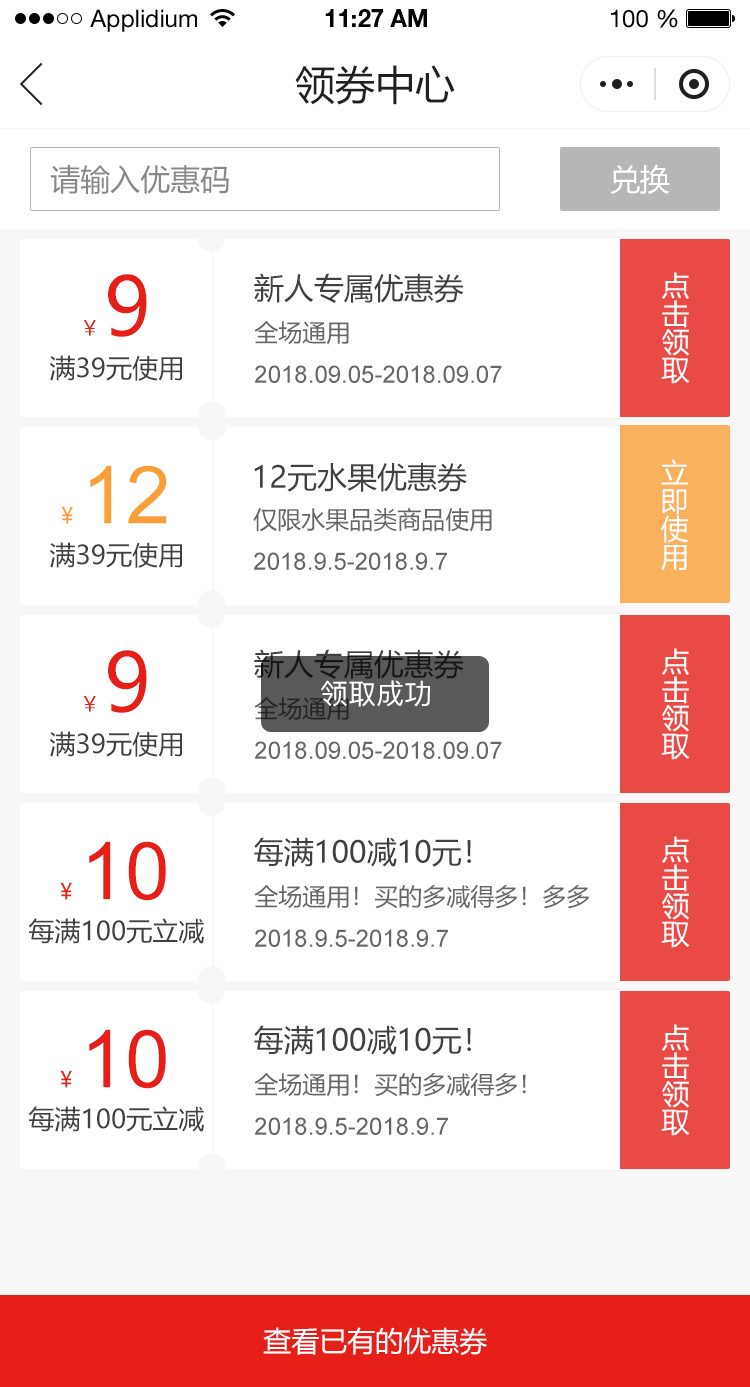 Applidium 11:27 AM 100 %
领券中心
请输入优惠码 兑换
¥ 9
满39元使用
新人专属优惠券
全场通用
2018.09.05-2018.09.07
点击领取
¥ 12
满39元使用
12元水果优惠券
仅限水果品类商品使用
2018.9.5-2018.9.7
立即使用
¥ 9
满39元使用
新人专属优惠券
全场通用
领取成功
2018.09.05-2018.09.07
点击领取
¥ 10
每满100元立减
每满100减10元！
全场通用！买的多减得多！多多
2018.9.5-2018.9.7
点击领取
¥ 10
每满100元立减
每满100减10元！
全场通用！买的多减得多！
2018.9.5-2018.9.7
点击领取
查看已有的优惠券